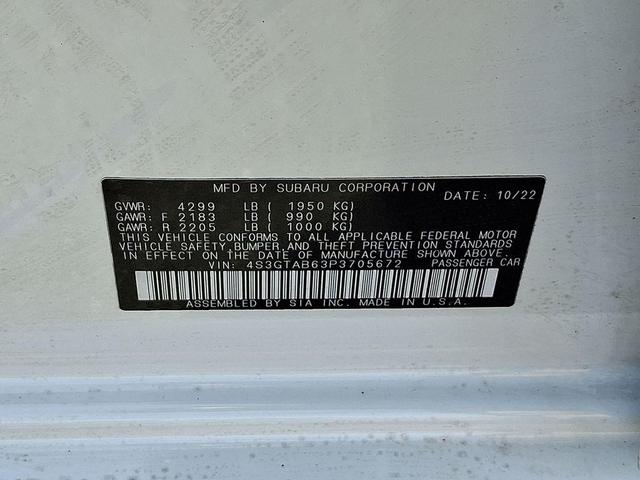 MFD BY SUBARU CORPORATION DATE: 10/22
GVWR: 4299 LB ( 1950 KG)
GAWR: F 2183 LB ( 990 KG)
GAWR: R 2205 LB ( 1000 KG)
THIS VEHICLE CONFORMS TO ALL APPLICABLE FEDERAL MOTOR
VEHICLE SAFETY, BUMPER, AND THEFT PREVENTION STANDARDS
IN EFFECT ON THE DATE OF MANUFACTURE SHOWN ABOVE.
VIN: 4S3GTAB63P3705672 PASSENGER CAR
ASSEMBLED BY SIA INC. MADE IN U.S.A.